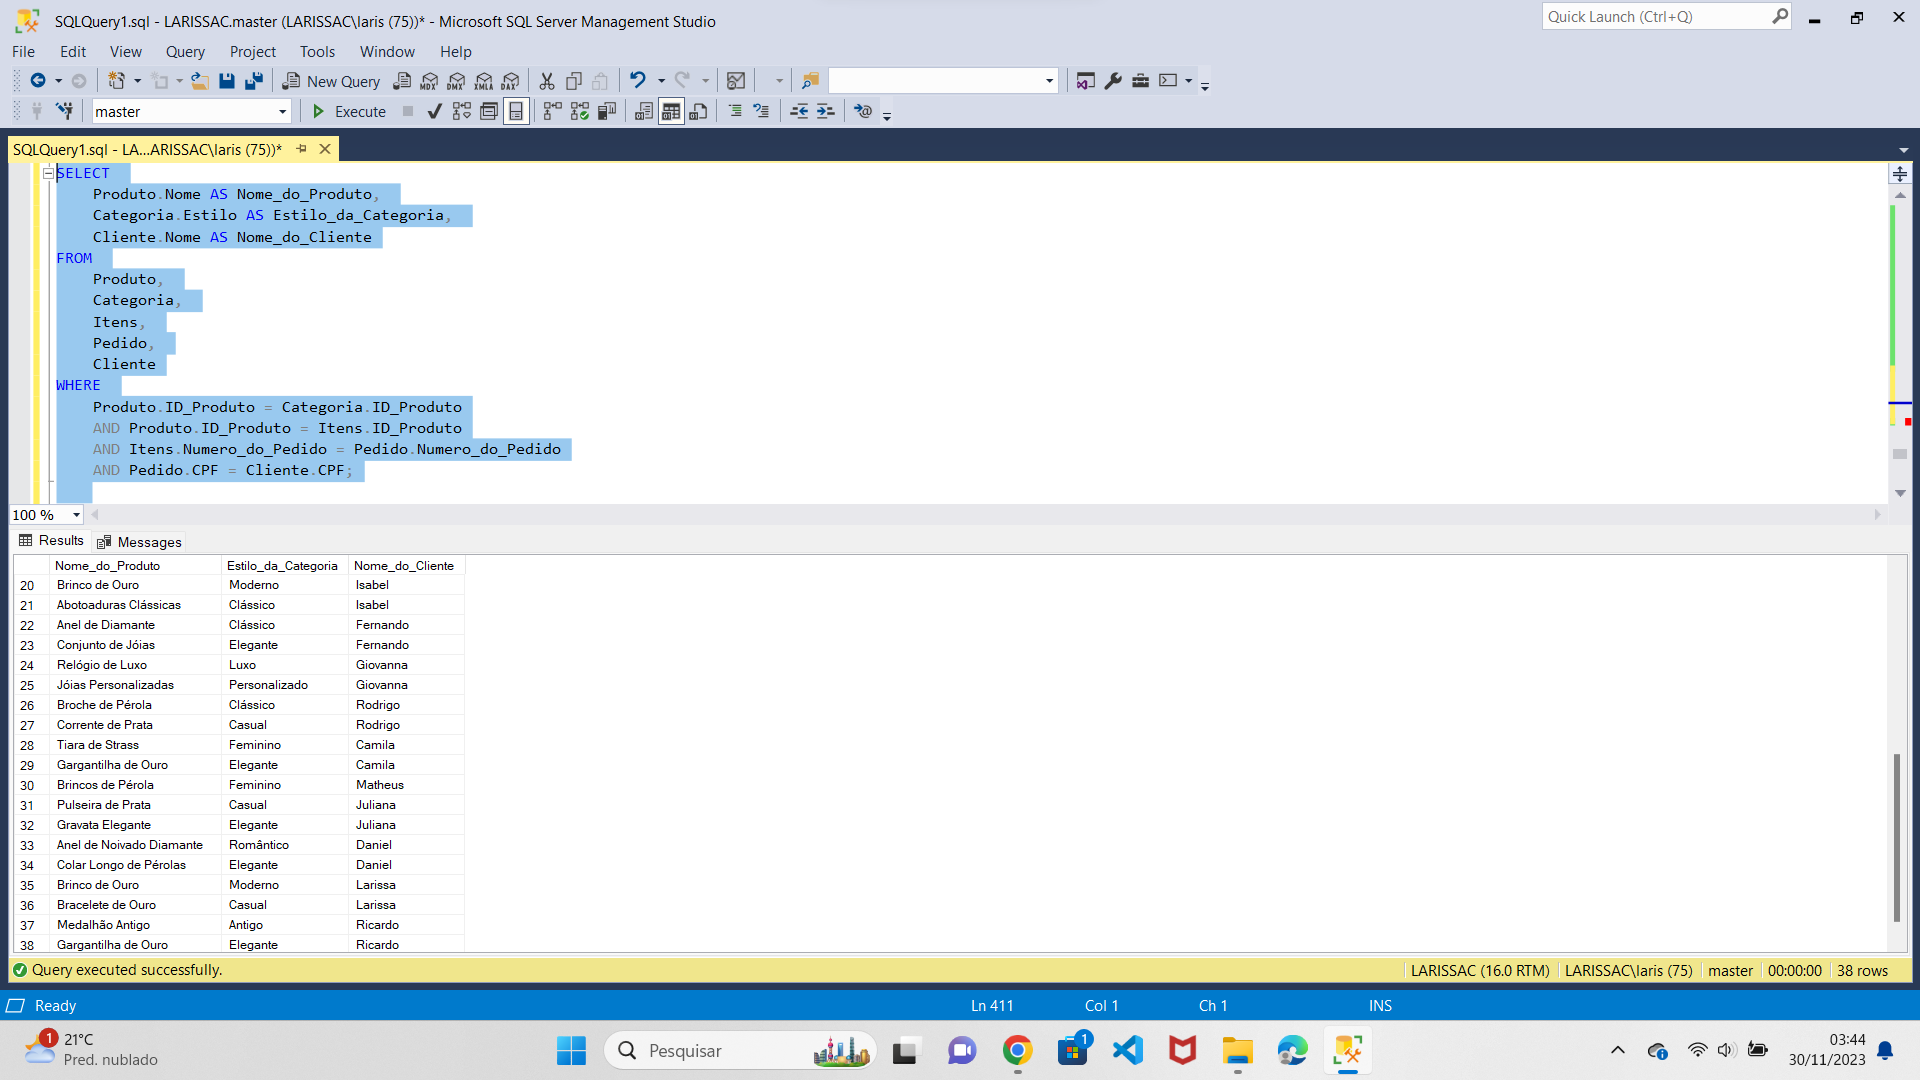 SQLQuery1.sql - LARISSAC.master (LARISSAC\laris (75))* - Microsoft SQL Server Management Studio
Quick Launch (Ctrl+Q)
File Edit View Query Project Tools Window Help
New Query MDX DMX XMLA DAX
master Execute
SQLQuery1.sql - LA...ARISSAC\laris (75))*
SELECT
Produto.Nome AS Nome_do_Produto,
Categoria.Estilo AS Estilo_da_Categoria,
Cliente.Nome AS Nome_do_Cliente
FROM
Produto,
Categoria,
Itens,
Pedido,
Cliente
WHERE
Produto.ID_Produto = Categoria.ID_Produto
AND Produto.ID_Produto = Itens.ID_Produto
AND Itens.Numero_do_Pedido = Pedido.Numero_do_Pedido
AND Pedido.CPF = Cliente.CPF;
100 %
Results Messages
Nome_do_Produto Estilo_da_Categoria Nome_do_Cliente
20 Brinco de Ouro Moderno Isabel
21 Abotoaduras Clássicas Clássico Isabel
22 Anel de Diamante Clássico Fernando
23 Conjunto de Jóias Elegante Fernando
24 Relógio de Luxo Luxo Giovanna
25 Jóias Personalizadas Personalizado Giovanna
26 Broche de Pérola Clássico Rodrigo
27 Corrente de Prata Casual Rodrigo
28 Tiara de Strass Feminino Camila
29 Gargantilha de Ouro Elegante Camila
30 Brincos de Pérola Feminino Matheus
31 Pulseira de Prata Casual Juliana
32 Gravata Elegante Elegante Juliana
33 Anel de Noivado Diamante Romântico Daniel
34 Colar Longo de Pérolas Elegante Daniel
35 Brinco de Ouro Moderno Larissa
36 Bracelete de Ouro Casual Larissa
37 Medalhão Antigo Antigo Ricardo
38 Gargantilha de Ouro Elegante Ricardo
Query executed successfully. LARISSAC (16.0 RTM) LARISSAC\laris (75) master 00:00:00 38 rows
Ready Ln 411 Col 1 Ch 1 INS
1 21°C
Pred. nublado
Pesquisar
1
03:44
30/11/2023